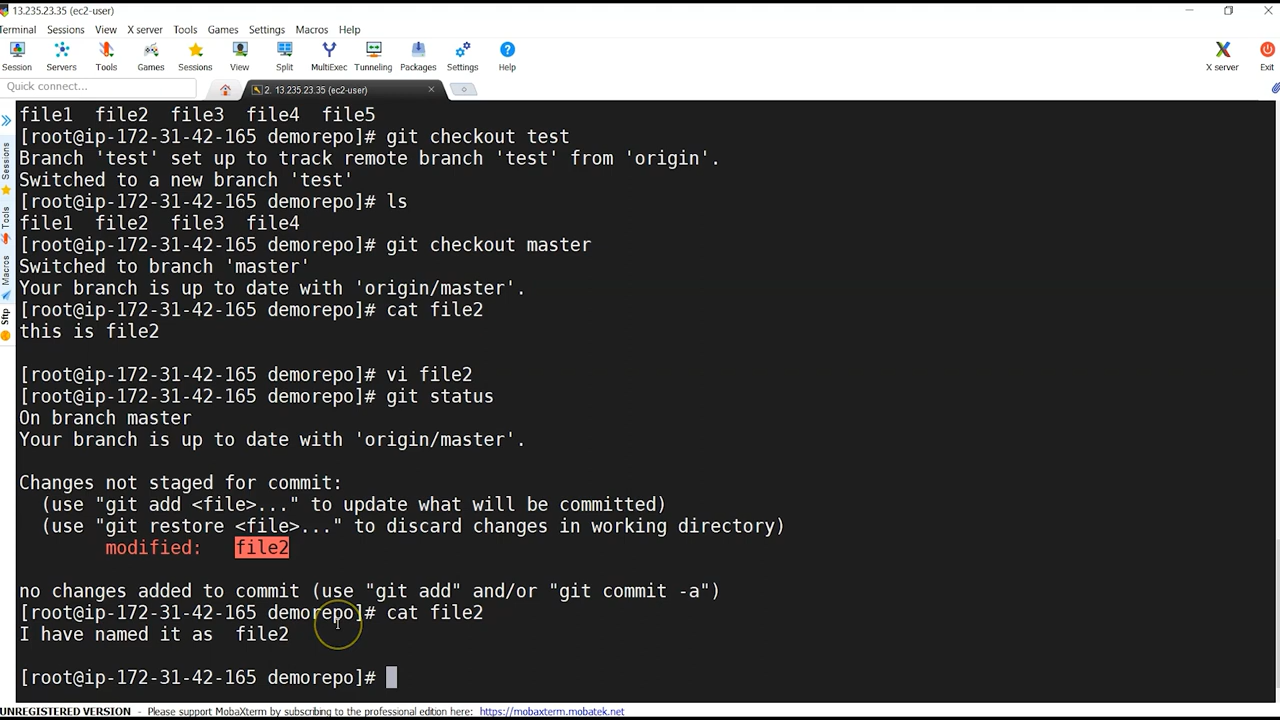 13.235.23.35 (ec2-user)
Terminal Sessions View X server Tools Games Settings Macros Help
Session Servers Tools Games Sessions View Split MultiExec Tunneling Packages Settings Help X server Exit
Quick connect... 2. 13.235.23.35 (ec2-user)
Sessions
Tools
Macros
Sftp
file1 file2 file3 file4 file5
[root@ip-172-31-42-165 demorepo]# git checkout test
Branch 'test' set up to track remote branch 'test' from 'origin'.
Switched to a new branch 'test'
[root@ip-172-31-42-165 demorepo]# ls
file1 file2 file3 file4
[root@ip-172-31-42-165 demorepo]# git checkout master
Switched to branch 'master'
Your branch is up to date with 'origin/master'.
[root@ip-172-31-42-165 demorepo]# cat file2
this is file2
[root@ip-172-31-42-165 demorepo]# vi file2
[root@ip-172-31-42-165 demorepo]# git status
On branch master
Your branch is up to date with 'origin/master'.
Changes not staged for commit:
(use "git add <file>..." to update what will be committed)
(use "git restore <file>..." to discard changes in working directory)
modified: file2
no changes added to commit (use "git add" and/or "git commit -a")
[root@ip-172-31-42-165 demorepo]# cat file2
I have named it as file2
[root@ip-172-31-42-165 demorepo]#
UNREGISTERED VERSION - Please support MobaXterm by subscribing to the professional edition here: https://mobaxterm.mobatek.net